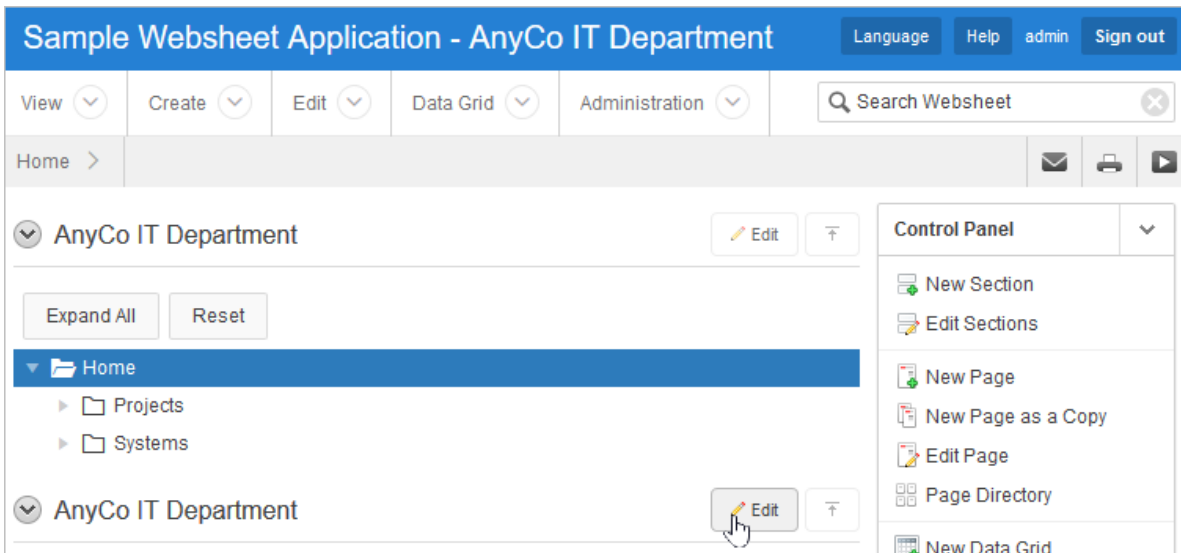 Sample Websheet Application - AnyCo IT Department Language Help admin Sign out
View Create Edit Data Grid Administration Search Websheet
Home
AnyCo IT Department Edit
Control Panel
Expand All Reset
Home
Projects
Systems
AnyCo IT Department Edit
New Section
Edit Sections
New Page
New Page as a Copy
Edit Page
Page Directory
New Data Grid